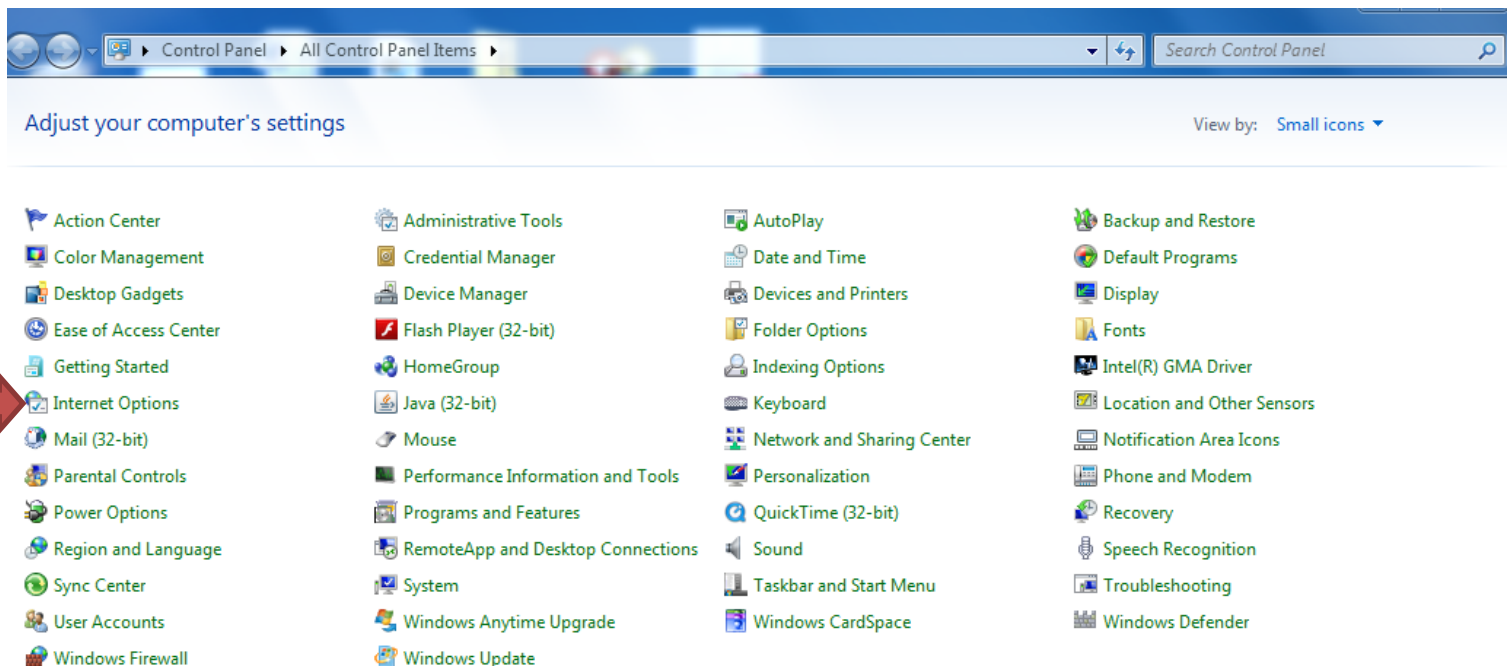 Control Panel All Control Panel Items Search Control Panel
Adjust your computer's settings View by: Small icons
Action Center Administrative Tools AutoPlay Backup and Restore
Color Management Credential Manager Date and Time Default Programs
Desktop Gadgets Device Manager Devices and Printers Display
Ease of Access Center Flash Player (32-bit) Folder Options Fonts
Getting Started HomeGroup Indexing Options Intel(R) GMA Driver
Internet Options Java (32-bit) Keyboard Location and Other Sensors
Mail (32-bit) Mouse Network and Sharing Center Notification Area Icons
Parental Controls Performance Information and Tools Personalization Phone and Modem
Power Options Programs and Features QuickTime (32-bit) Recovery
Region and Language RemoteApp and Desktop Connections Sound Speech Recognition
Sync Center System Taskbar and Start Menu Troubleshooting
User Accounts Windows Anytime Upgrade Windows CardSpace Windows Defender
Windows Firewall Windows Update